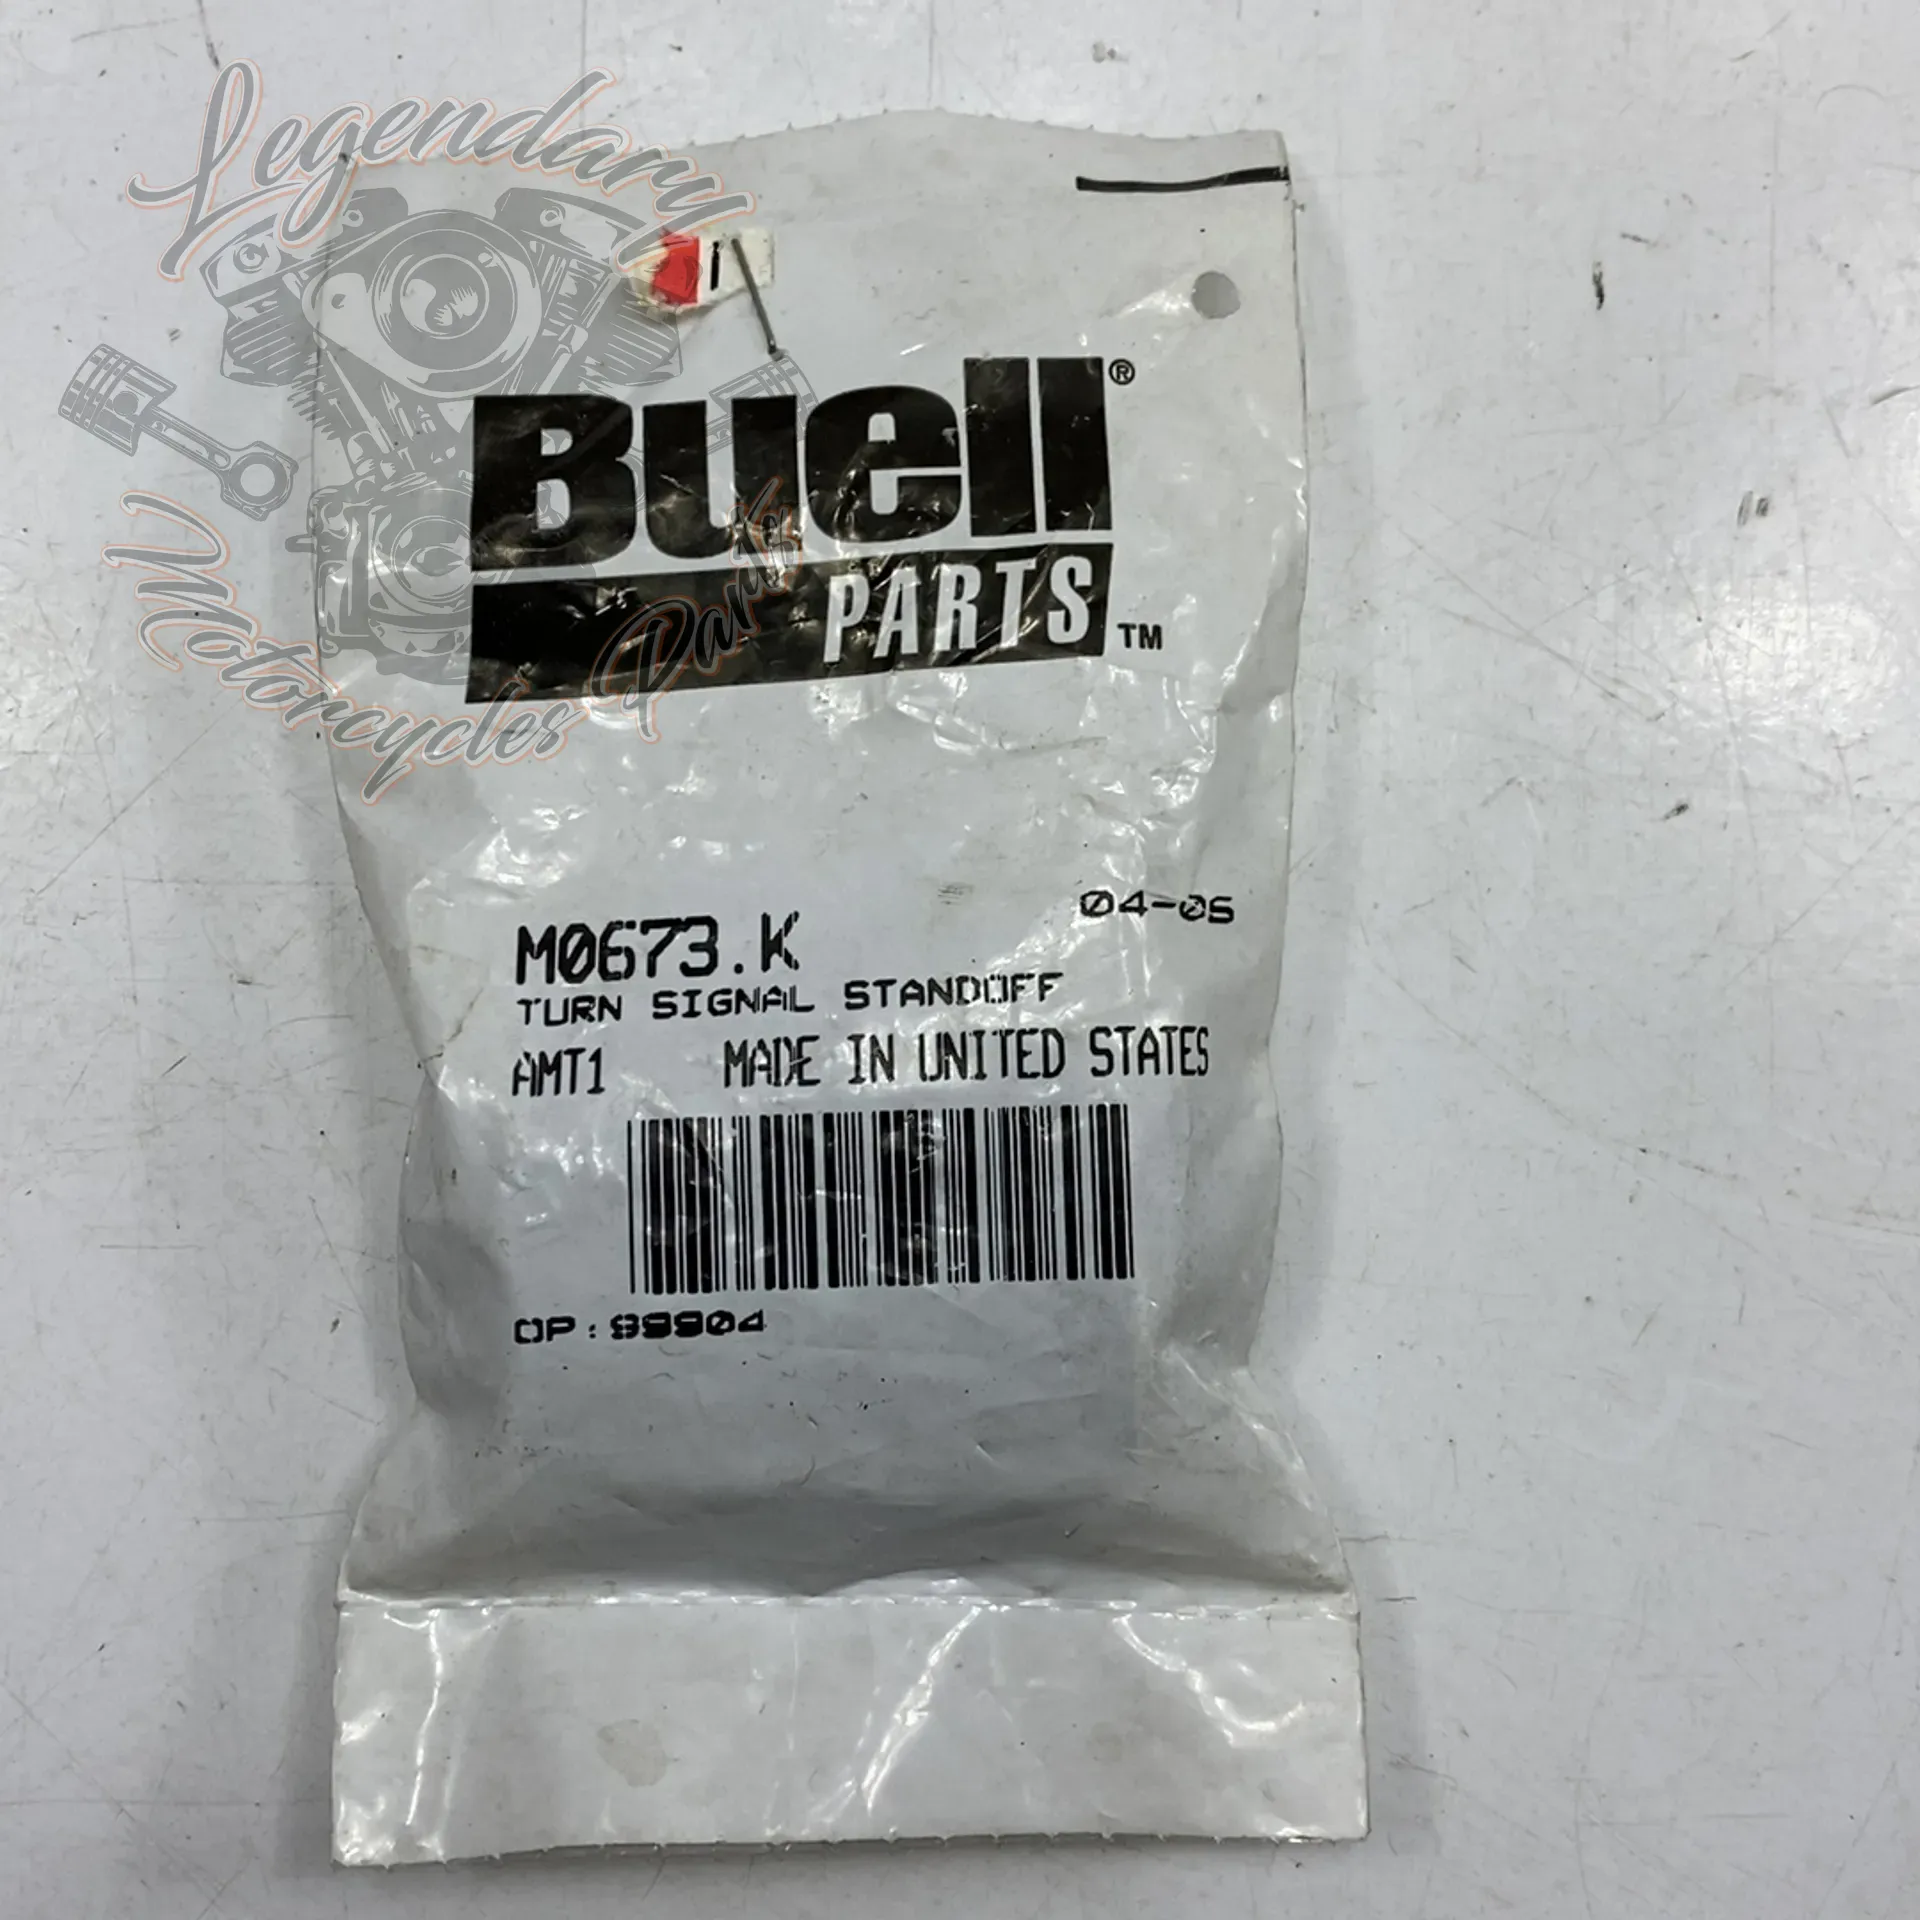 Legendary
Motorcycles Parts
Buell®
PARTS™
04-05
M0673.K
TURN SIGNAL STANDOFF
AMT1 MADE IN UNITED STATES
OP:99904